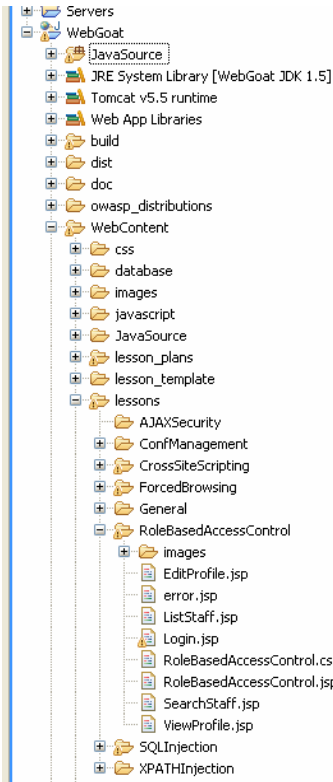 Servers
WebGoat
JavaSource
JRE System Library [WebGoat JDK 1.5]
Tomcat v5.5 runtime
Web App Libraries
build
dist
doc
owasp_distributions
WebContent
css
database
images
javascript
JavaSource
lesson_plans
lesson_template
lessons
AJAXSecurity
ConfManagement
CrossSiteScripting
ForcedBrowsing
General
RoleBasedAccessControl
images
EditProfile.jsp
error.jsp
ListStaff.jsp
Login.jsp
RoleBasedAccessControl.cs
RoleBasedAccessControl.jsp
SearchStaff.jsp
ViewProfile.jsp
SQLInjection
XPATHInjection